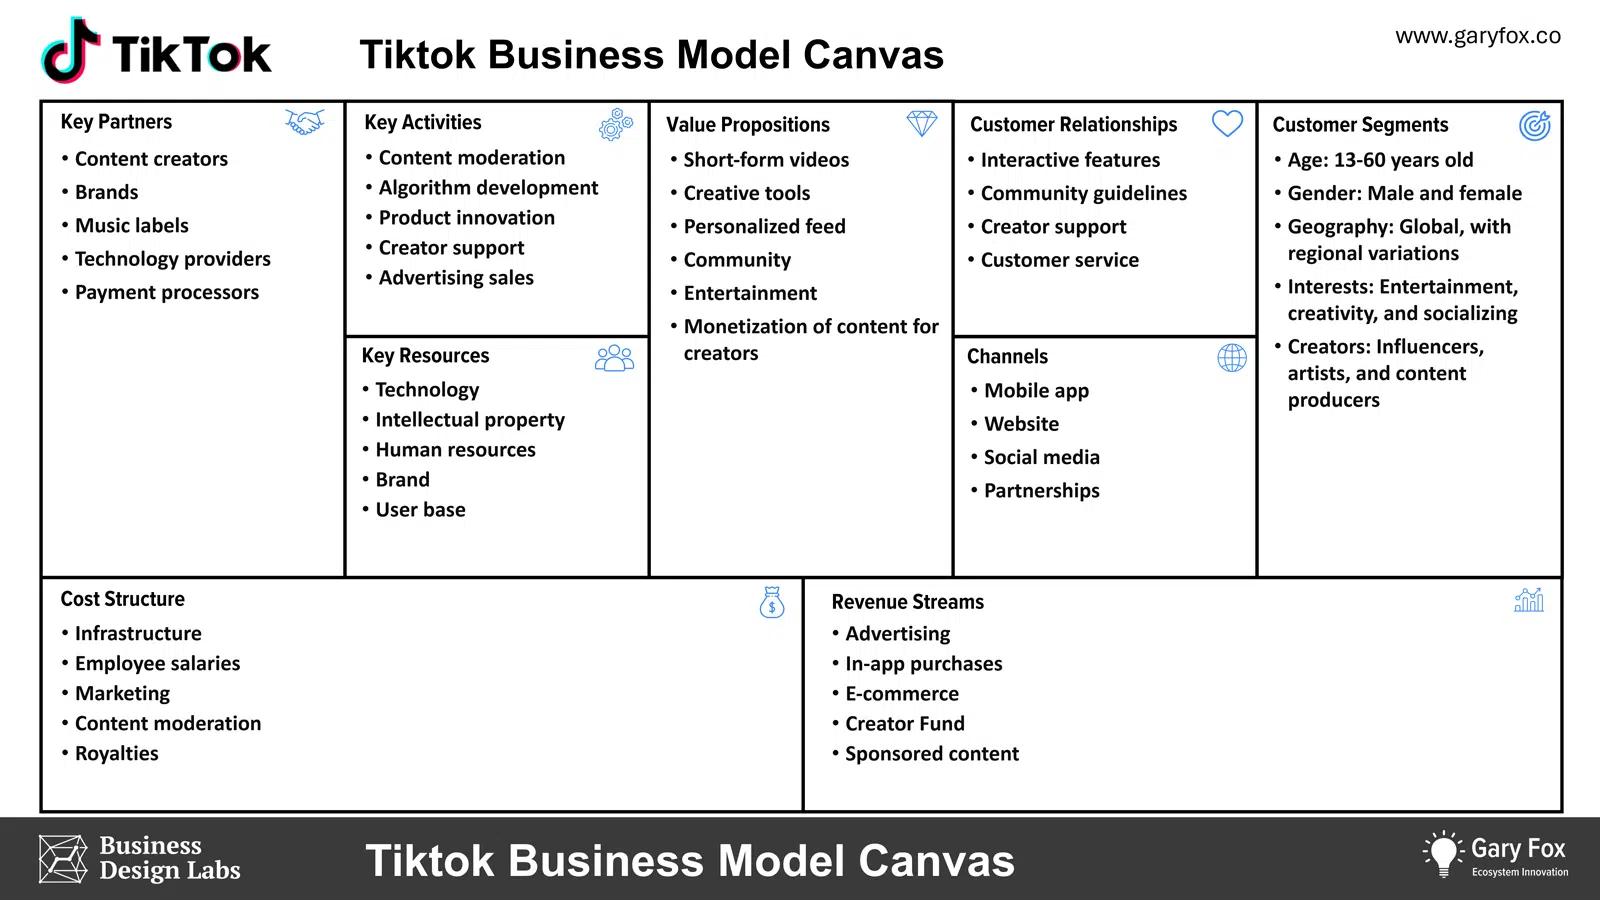 TikTok
Tiktok Business Model Canvas
www.garyfox.co
Key Partners
• Content creators
• Brands
• Music labels
• Technology providers
• Payment processors
Key Activities
• Content moderation
• Algorithm development
• Product innovation
• Creator support
• Advertising sales
Key Resources
• Technology
• Intellectual property
• Human resources
• Brand
• User base
Value Propositions
• Short-form videos
• Creative tools
• Personalized feed
• Community
• Entertainment
• Monetization of content for
creators
Customer Relationships
• Interactive features
• Community guidelines
• Creator support
• Customer service
Channels
• Mobile app
• Website
• Social media
• Partnerships
Customer Segments
• Age: 13-60 years old
• Gender: Male and female
• Geography: Global, with
regional variations
• Interests: Entertainment,
creativity, and socializing
• Creators: Influencers,
artists, and content
producers
Cost Structure
• Infrastructure
• Employee salaries
• Marketing
• Content moderation
• Royalties
$
Revenue Streams
• Advertising
• In-app purchases
• E-commerce
• Creator Fund
• Sponsored content
Business
Design Labs
Tiktok Business Model Canvas
Gary Fox
Ecosystem Innovation